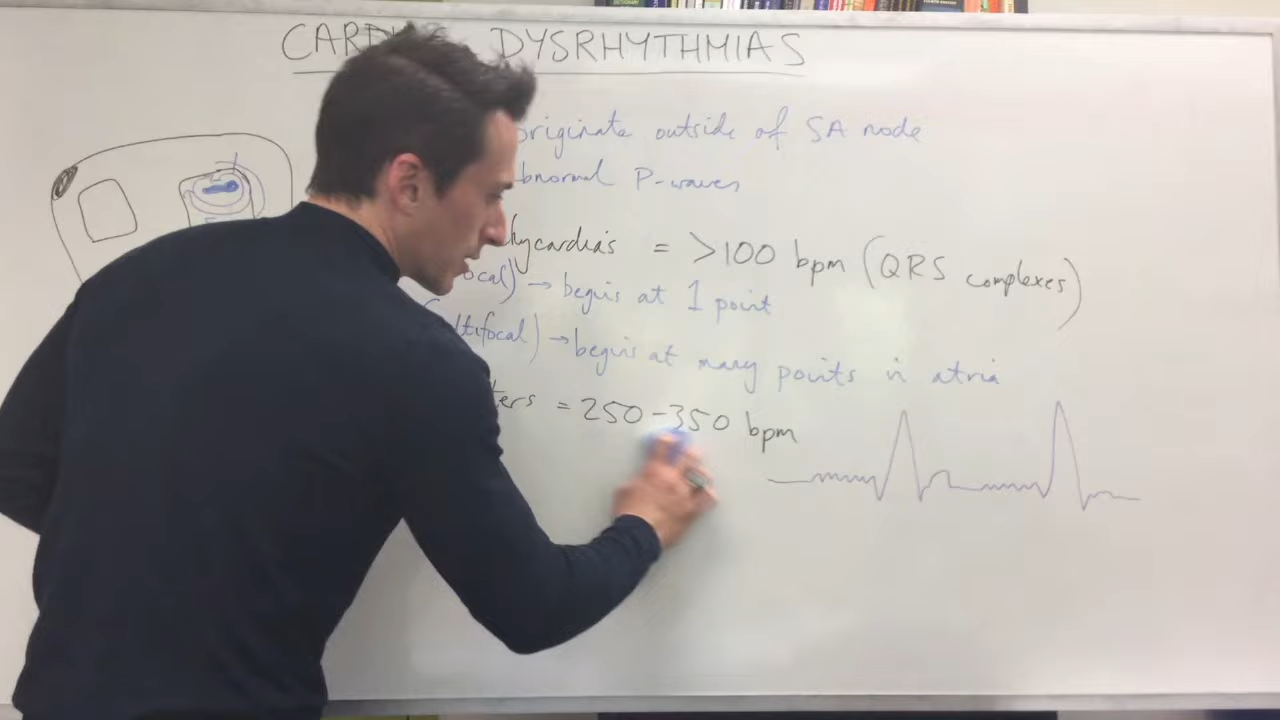 CARD DYSRHYTHMIAS
originate outside of SA node
bnormal P-waves
hycardias = >100 bpm (QRS complexes)
ocal) → begins at 1 point
ltifocal) → begins at many points in atria
ters = 250-350 bpm